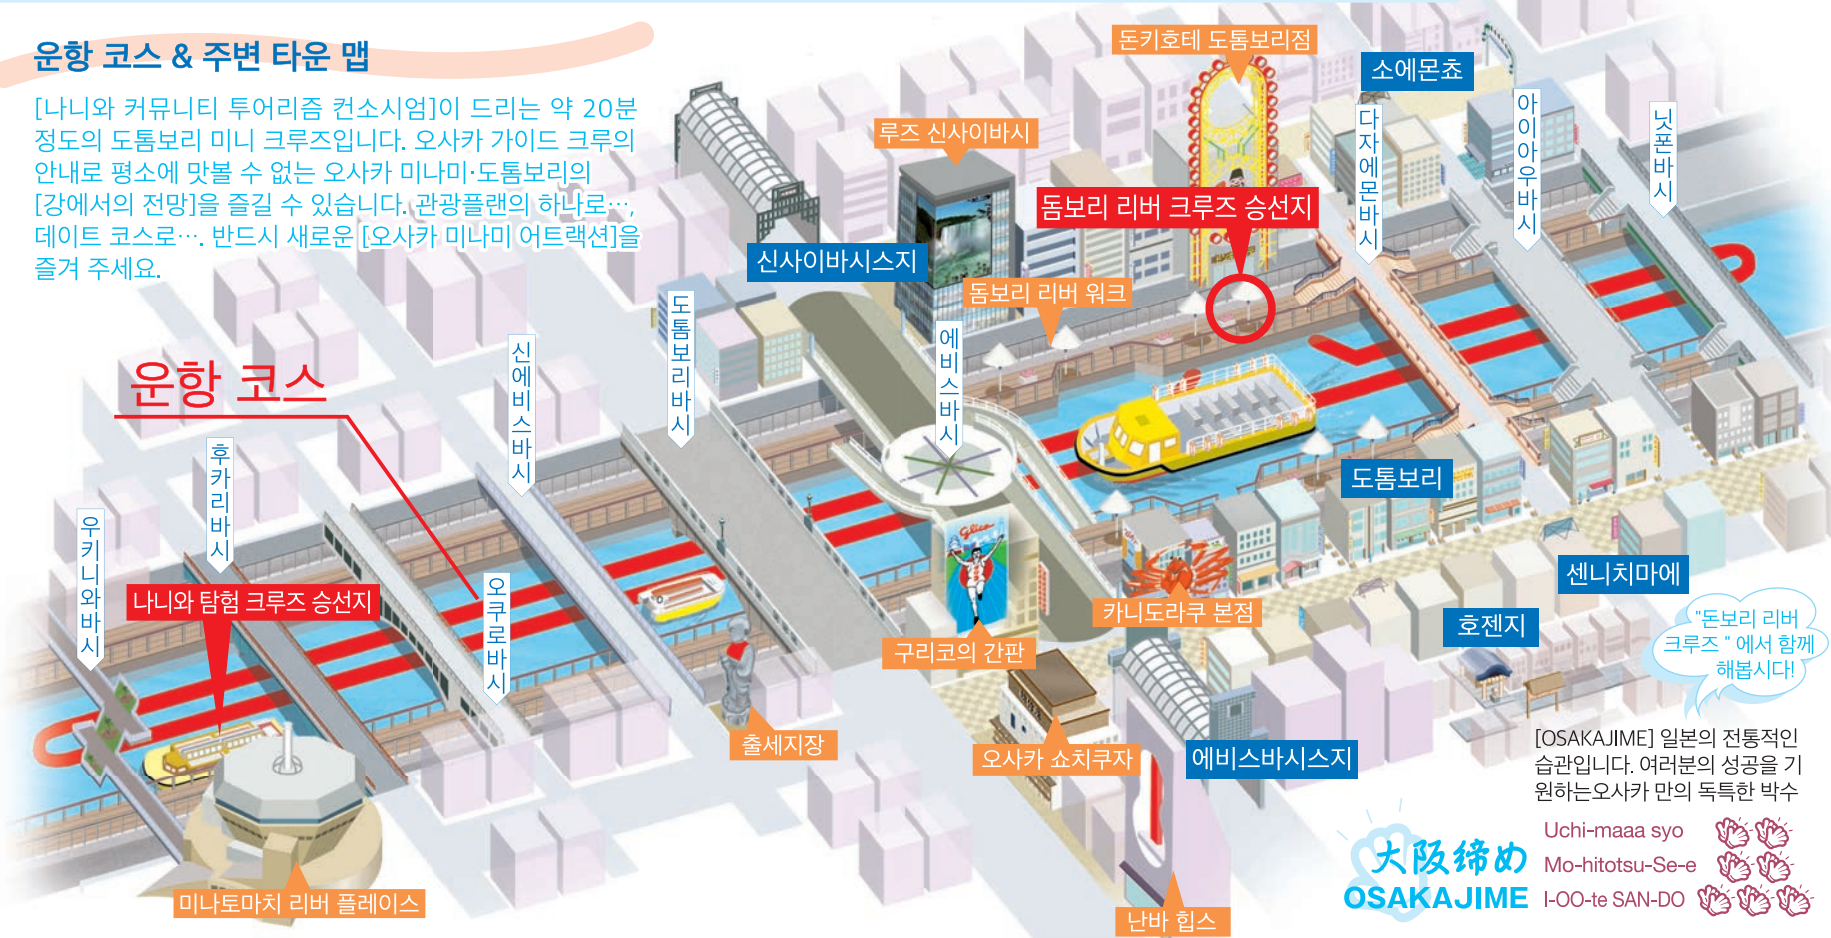 운항 코스 & 주변 타운 맵
[나니와 커뮤니티 투어리즘 컨소시엄]이 드리는 약 20분
정도의 도톰보리 미니 크루즈입니다. 오사카 가이드 크루의
안내로 평소에 맛볼 수 없는 오사카 미나미·도톰보리의
[강에서의 전망]을 즐길 수 있습니다. 관광플랜의 하나로…,
데이트 코스로…. 반드시 새로운 [오사카 미나미 어트랙션]을
즐겨 주세요.
돈키호테 도톰보리점
소에몬쵸
루즈 신사이바시
다자에몬바시
아이아우바시
닛폰바시
돔보리 리버 크루즈 승선지
신사이바시스지
돔보리 리버 워크
도톰보리바시
에비스바시
신에비스바시
운항 코스
후카리바시
우키니와바시
오쿠로바시
나니와 탐험 크루즈 승선지
도톰보리
Glico
센니치마에
카니도라쿠 본점
호젠지
구리코의 간판
"돈보리 리버
크루즈 " 에서 함께
해봅시다!
출세지장
오사카 쇼치쿠자
에비스바시스지
미나토마치 리버 플레이스
난바 힙스
[OSAKAJIME] 일본의 전통적인
습관입니다. 여러분의 성공을 기
원하는오사카 만의 독특한 박수
大阪締め
OSAKAJIME
Uchi-maaa syo
Mo-hitotsu-Se-e
I-OO-te SAN-DO